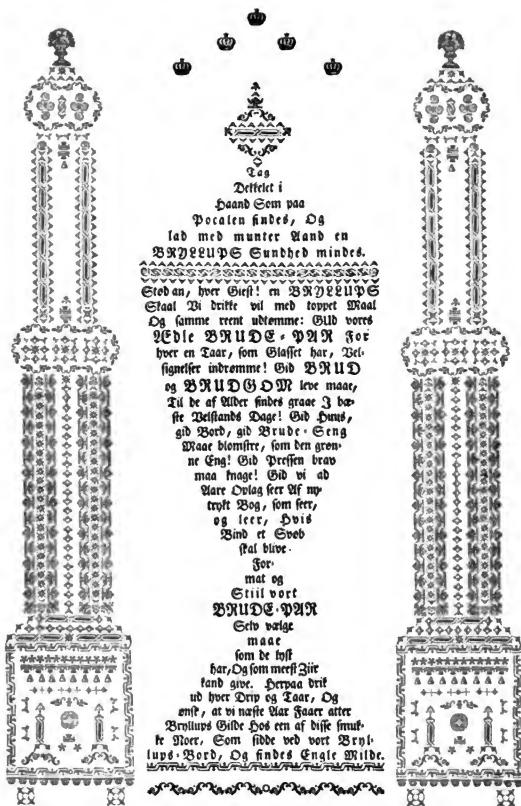 Tag
Dekkelet i
Haand Som paa
Pocalen findes, Og
lad med munter Aand en
BRYLLUPS Sundhed mindes.
Stød an, hver Giest! en BRYLLUPS
Skaal Vi drikke vil med toppet Maal
Og samme reent udtømme: GUd vores
Ædle BRUDE-PAR For
hver en Taar, som Glasset har, Vel-
signelser indrømme! Gid BRUD
og BRUDGOM leve maae,
Til de af Alder findes graae I bæ-
ste Velstands Dage! Gid Huus,
gid Bord, gid Brude-Seng
Maae blomstre, som den grøn-
ne Eng! Gid Pressen brav
maa knage! Gid vi ad
Aare Oplag seer Af ny-
trykt Bog, som seer,
og leer, Hvis
Bind et Svøb
skal blive.
For-
mat og
Stiil vort
BRUDE-PAR
Selv vælge
maae
som de lyst
har, Og som meest Ziir
kand give. Herpaa drik
ud hver Drip og Taar, Og
ønsk, at vi næste Aar Faaer atter
Bryllups Gilde Hos een af disse smuk-
ke Moer, Som sidde ved vort Bryl-
lups-Bord, Og findes Engle Milde.